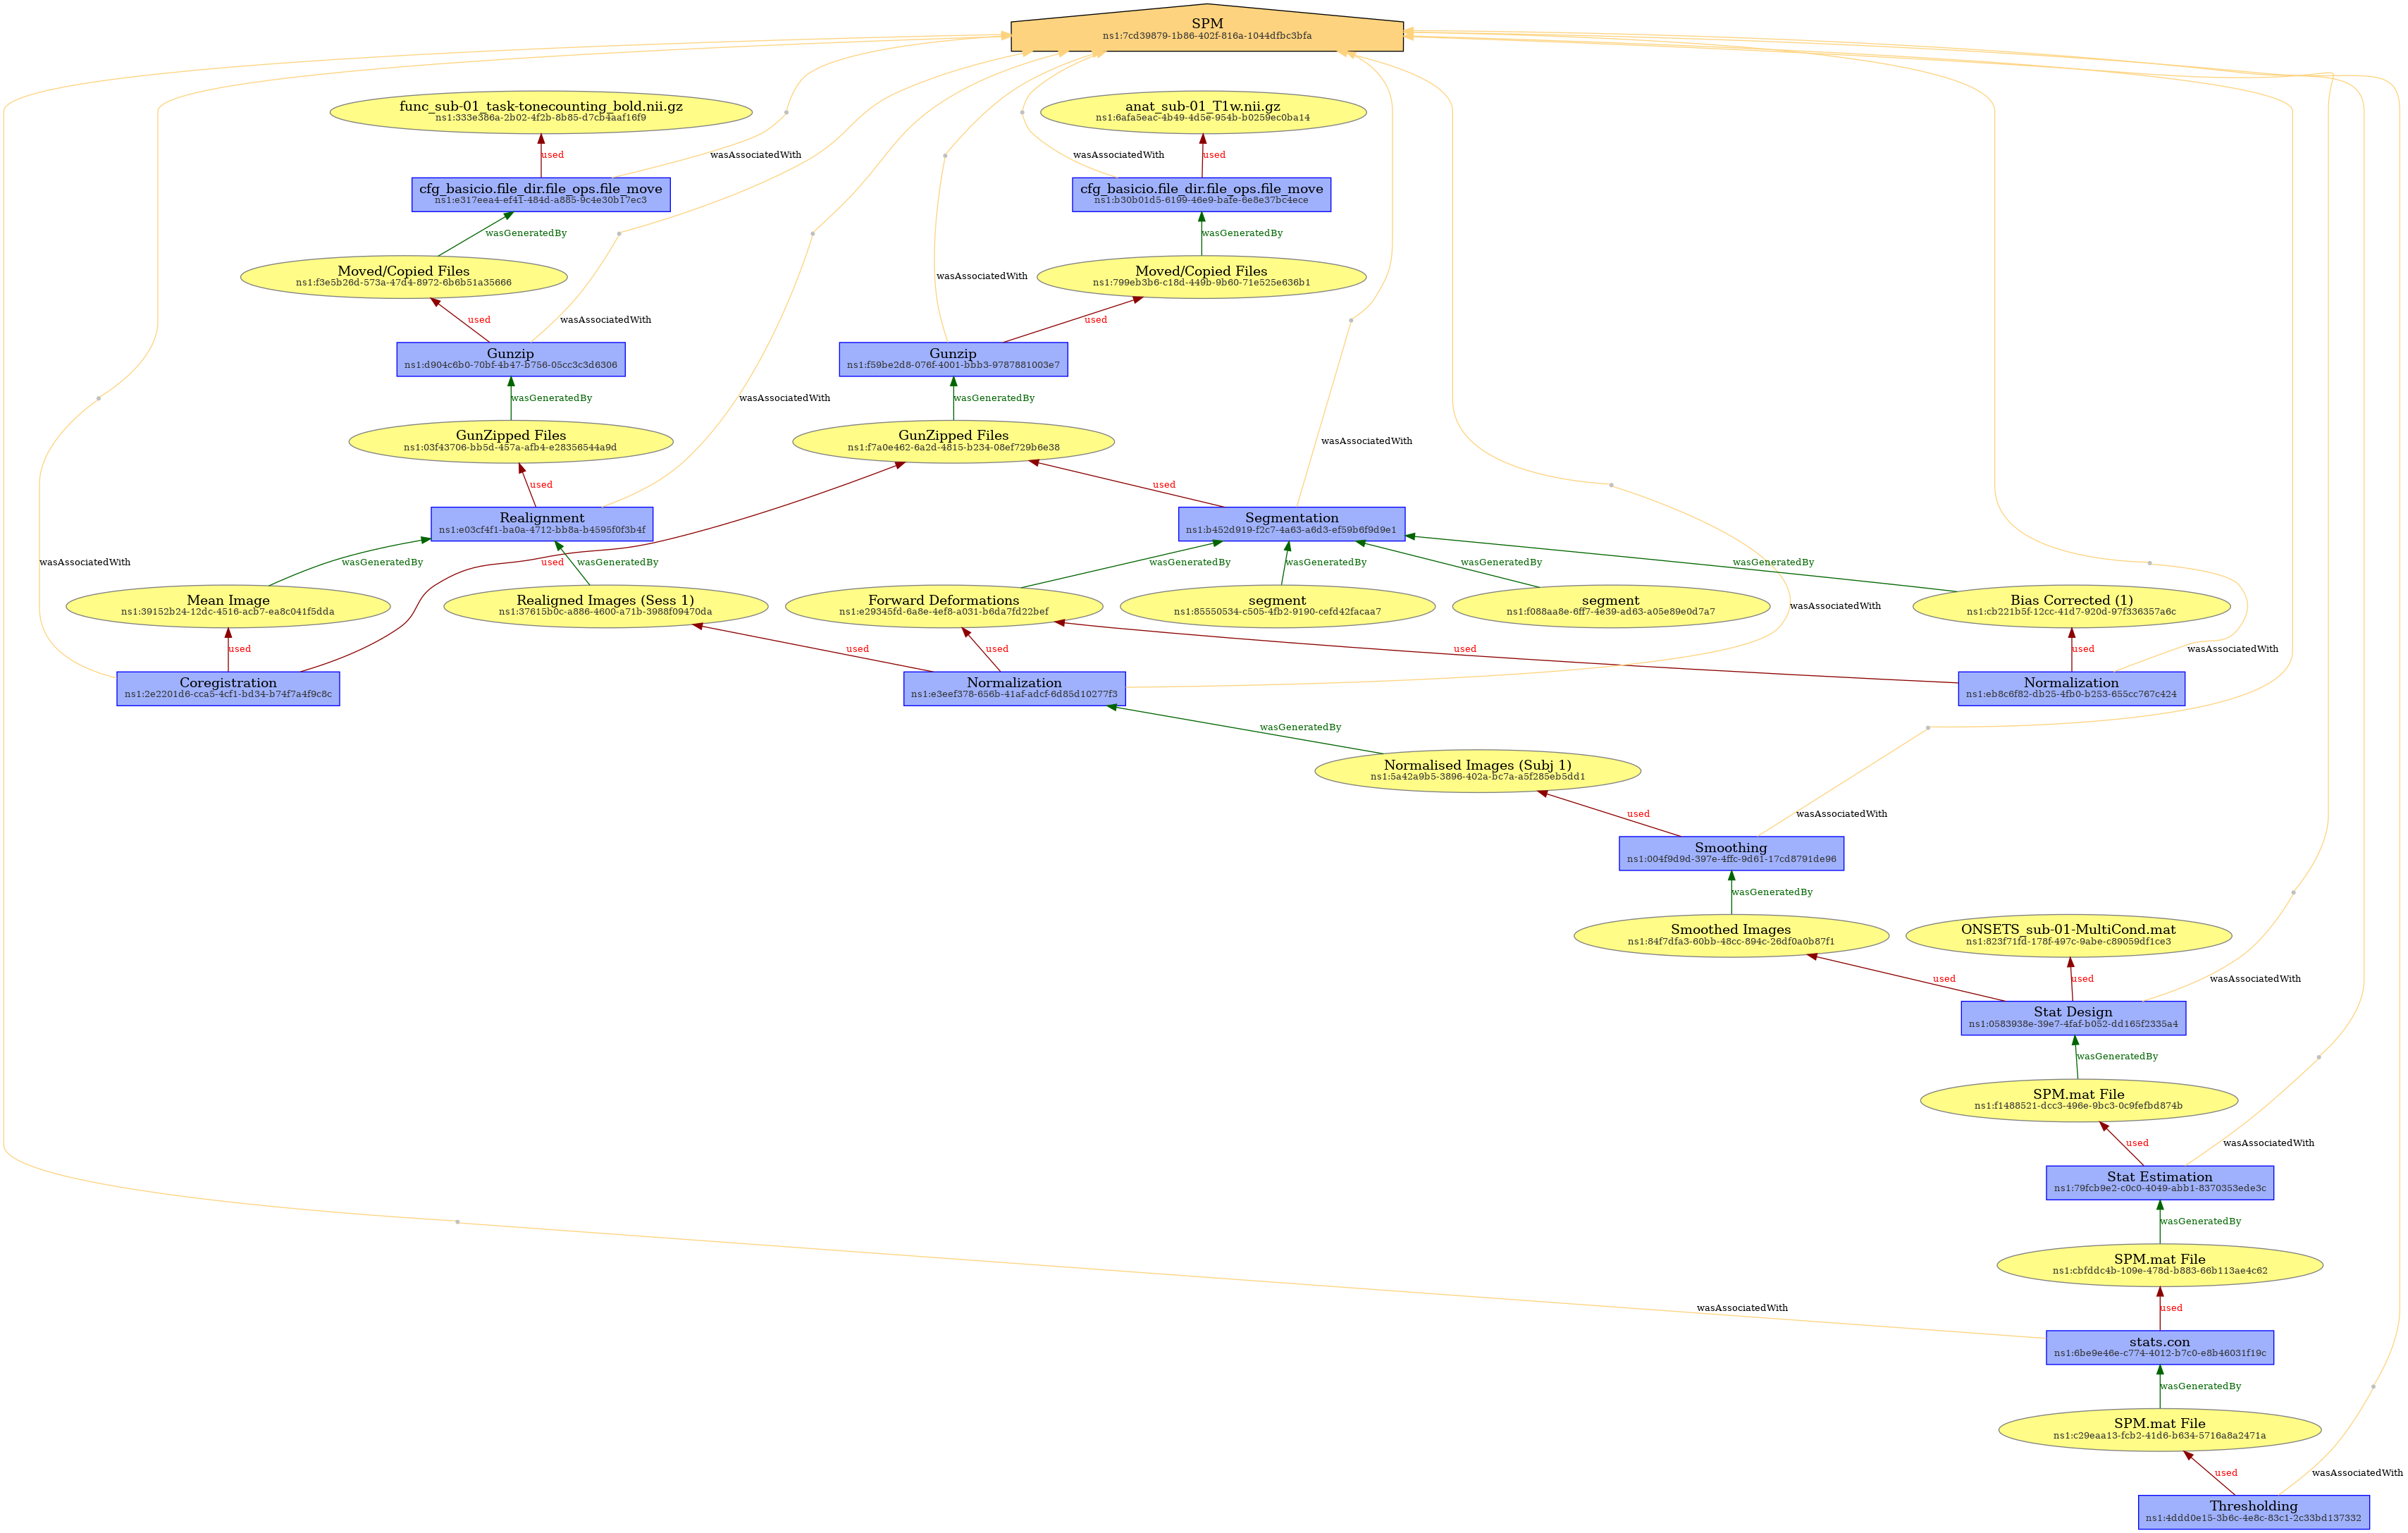 SPM
ns1:7cd39879-1b86-402f-816a-1044dfbc3bfa
func_sub-01_task-tonecounting_bold.nii.gz
ns1:333e386a-2b02-4f2b-8b85-d7cb4aaf16f9
anat_sub-01_T1w.nii.gz
ns1:6afa5eac-4b49-4d5e-954b-b0259ec0ba14
used
wasAssociatedWith
wasAssociatedWith
used
cfg_basicio.file_dir.file_ops.file_move
ns1:e317eea4-ef41-484d-a885-9c4e30b17ec3
cfg_basicio.file_dir.file_ops.file_move
ns1:b30b01d5-6199-46e9-bafe-6e8e37bc4ece
wasGeneratedBy
wasGeneratedBy
Moved/Copied Files
ns1:f3e5b26d-573a-47d4-8972-6b6b51a35666
wasAssociatedWith
Moved/Copied Files
ns1:799eb3b6-c18d-449b-9b60-71e525e636b1
used
wasAssociatedWith
used
Gunzip
ns1:d904c6b0-70bf-4b47-b756-05cc3c3d6306
Gunzip
ns1:f59be2d8-076f-4001-bbb3-9787881003e7
wasGeneratedBy
wasAssociatedWith
wasGeneratedBy
GunZipped Files
ns1:03f43706-bb5d-457a-afb4-e28356544a9d
GunZipped Files
ns1:f7a0e462-6a2d-4815-b234-08ef729b6e38
wasAssociatedWith
used
used
Realignment
ns1:e03cf4f1-ba0a-4712-bb8a-b4595f0f3b4f
Segmentation
ns1:b452d919-f2c7-4a63-a6d3-ef59b6f9d9e1
wasAssociatedWith
wasGeneratedBy
used
wasGeneratedBy
wasGeneratedBy
wasGeneratedBy
wasGeneratedBy
wasGeneratedBy
Mean Image
ns1:39152b24-12dc-4516-acb7-ea8c041f5dda
Realigned Images (Sess 1)
ns1:37615b0c-a886-4600-a71b-3988f09470da
Forward Deformations
ns1:e29345fd-6a8e-4ef8-a031-b6da7fd22bef
segment
ns1:85550534-c505-4fb2-9190-cefd42facaa7
segment
ns1:f088aa8e-6ff7-4e39-ad63-a05e89e0d7a7
wasAssociatedWith
Bias Corrected (1)
ns1:cb221b5f-12cc-41d7-920d-97f336357a6c
used
used
used
used
used
wasAssociatedWith
Coregistration
ns1:2e2201d6-cca5-4cf1-bd34-b74f7a4f9c8c
Normalization
ns1:e3eef378-656b-41af-adcf-6d85d10277f3
Normalization
ns1:eb8c6f82-db25-4fb0-b253-655cc767c424
wasGeneratedBy
Normalised Images (Subj 1)
ns1:5a42a9b5-3896-402a-bc7a-a5f285eb5dd1
used
wasAssociatedWith
Smoothing
ns1:004f9d9d-397e-4ffc-9d61-17cd8791de96
wasGeneratedBy
Smoothed Images
ns1:84f7dfa3-60bb-48cc-894c-26df0a0b87f1
ONSETS_sub-01-MultiCond.mat
ns1:823f71fd-178f-497c-9abe-c89059df1ce3
used
used
wasAssociatedWith
Stat Design
ns1:0583938e-39e7-4faf-b052-dd165f2335a4
wasGeneratedBy
SPM.mat File
ns1:f1488521-dcc3-496e-9bc3-0c9fefbd874b
used
wasAssociatedWith
Stat Estimation
ns1:79fcb9e2-c0c0-4049-abb1-8370353ede3c
wasGeneratedBy
SPM.mat File
ns1:cbfddc4b-109e-478d-b883-66b113ae4c62
wasAssociatedWith
used
stats.con
ns1:6be9e46e-c774-4012-b7c0-e8b46031f19c
wasGeneratedBy
SPM.mat File
ns1:c29eaa13-fcb2-41d6-b634-5716a8a2471a
used
wasAssociatedWith
Thresholding
ns1:4ddd0e15-3b6c-4e8c-83c1-2c33bd137332